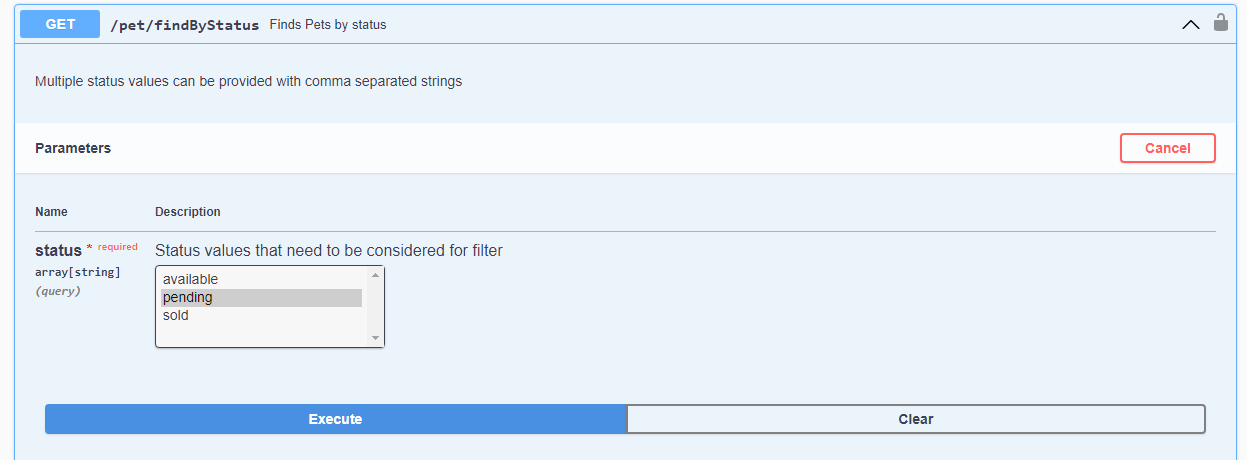 GET /pet/findByStatus Finds Pets by status
Multiple status values can be provided with comma separated strings
Parameters Cancel
Name Description
status * required Status values that need to be considered for filter
array[string]
(query)
available
pending
sold
Execute Clear